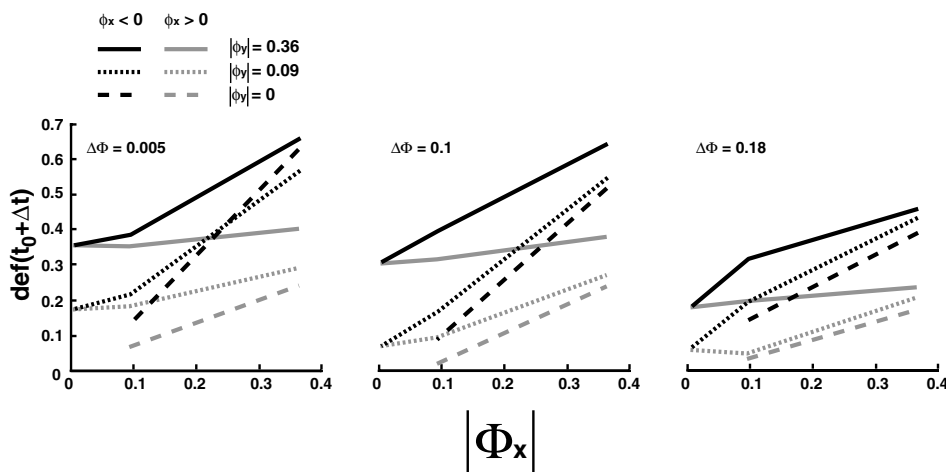 ϕx < 0 ϕx > 0
|ϕy| = 0.36
|ϕy| = 0.09
|ϕy| = 0
0.7
0.6
0.5
0.4
0.3
0.2
0.1
0
def(t0+Δt)
ΔΦ = 0.005
ΔΦ = 0.1
ΔΦ = 0.18
0 0.1 0.2 0.3 0.4
0 0.1 0.2 0.3 0.4
0 0.1 0.2 0.3 0.4
|Φx|